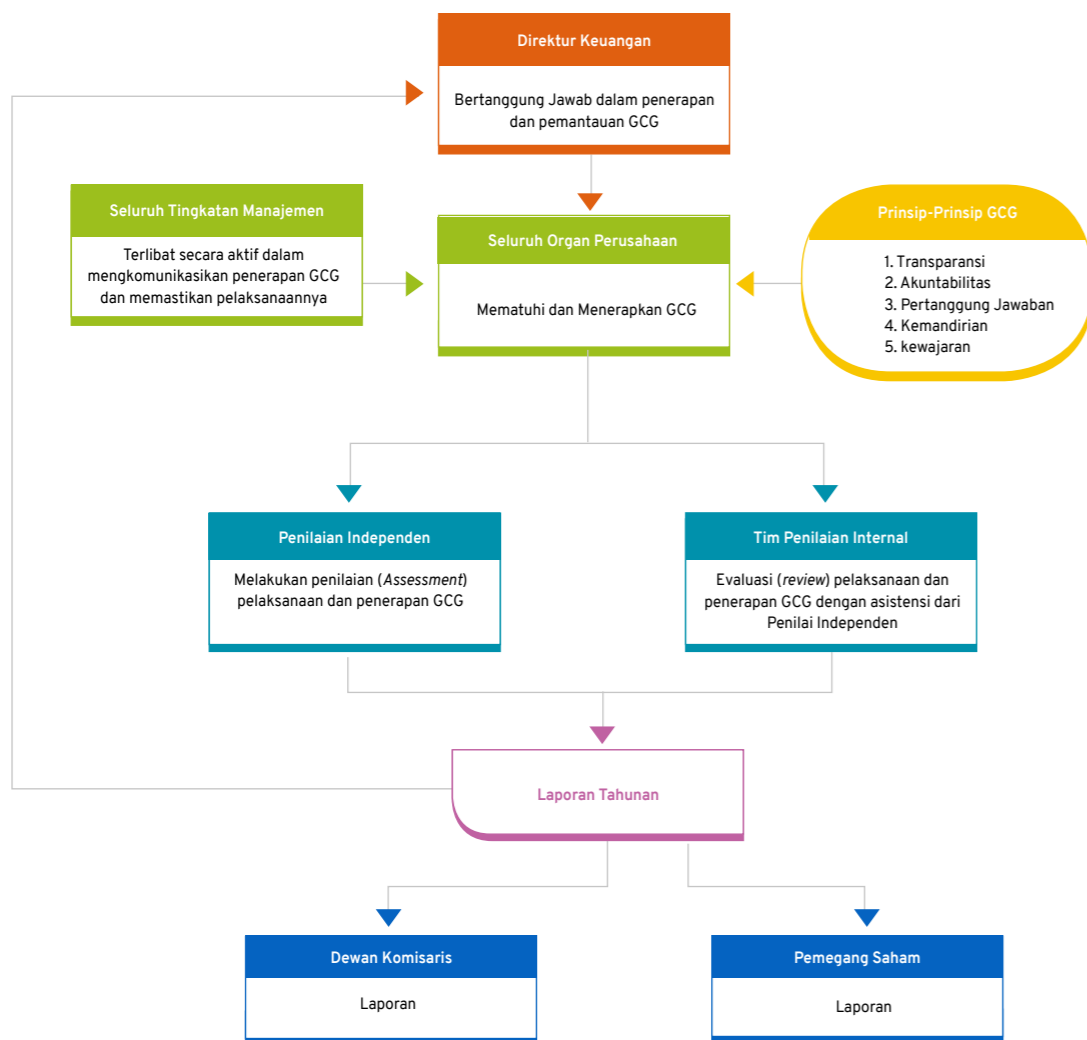 Direktur Keuangan
Bertanggung Jawab dalam penerapan
dan pemantauan GCG
Seluruh Tingkatan Manajemen
Terlibat secara aktif dalam
mengkomunikasikan penerapan GCG
dan memastikan pelaksanaannya
Seluruh Organ Perusahaan
Mematuhi dan Menerapkan GCG
Prinsip-Prinsip GCG
1. Transparansi
2. Akuntabilitas
3. Pertanggung Jawaban
4. Kemandirian
5. kewajaran
Penilaian Independen
Melakukan penilaian (Assessment)
pelaksanaan dan penerapan GCG
Tim Penilaian Internal
Evaluasi (review) pelaksanaan dan
penerapan GCG dengan asistensi dari
Penilai Independen
Laporan Tahunan
Dewan Komisaris
Laporan
Pemegang Saham
Laporan